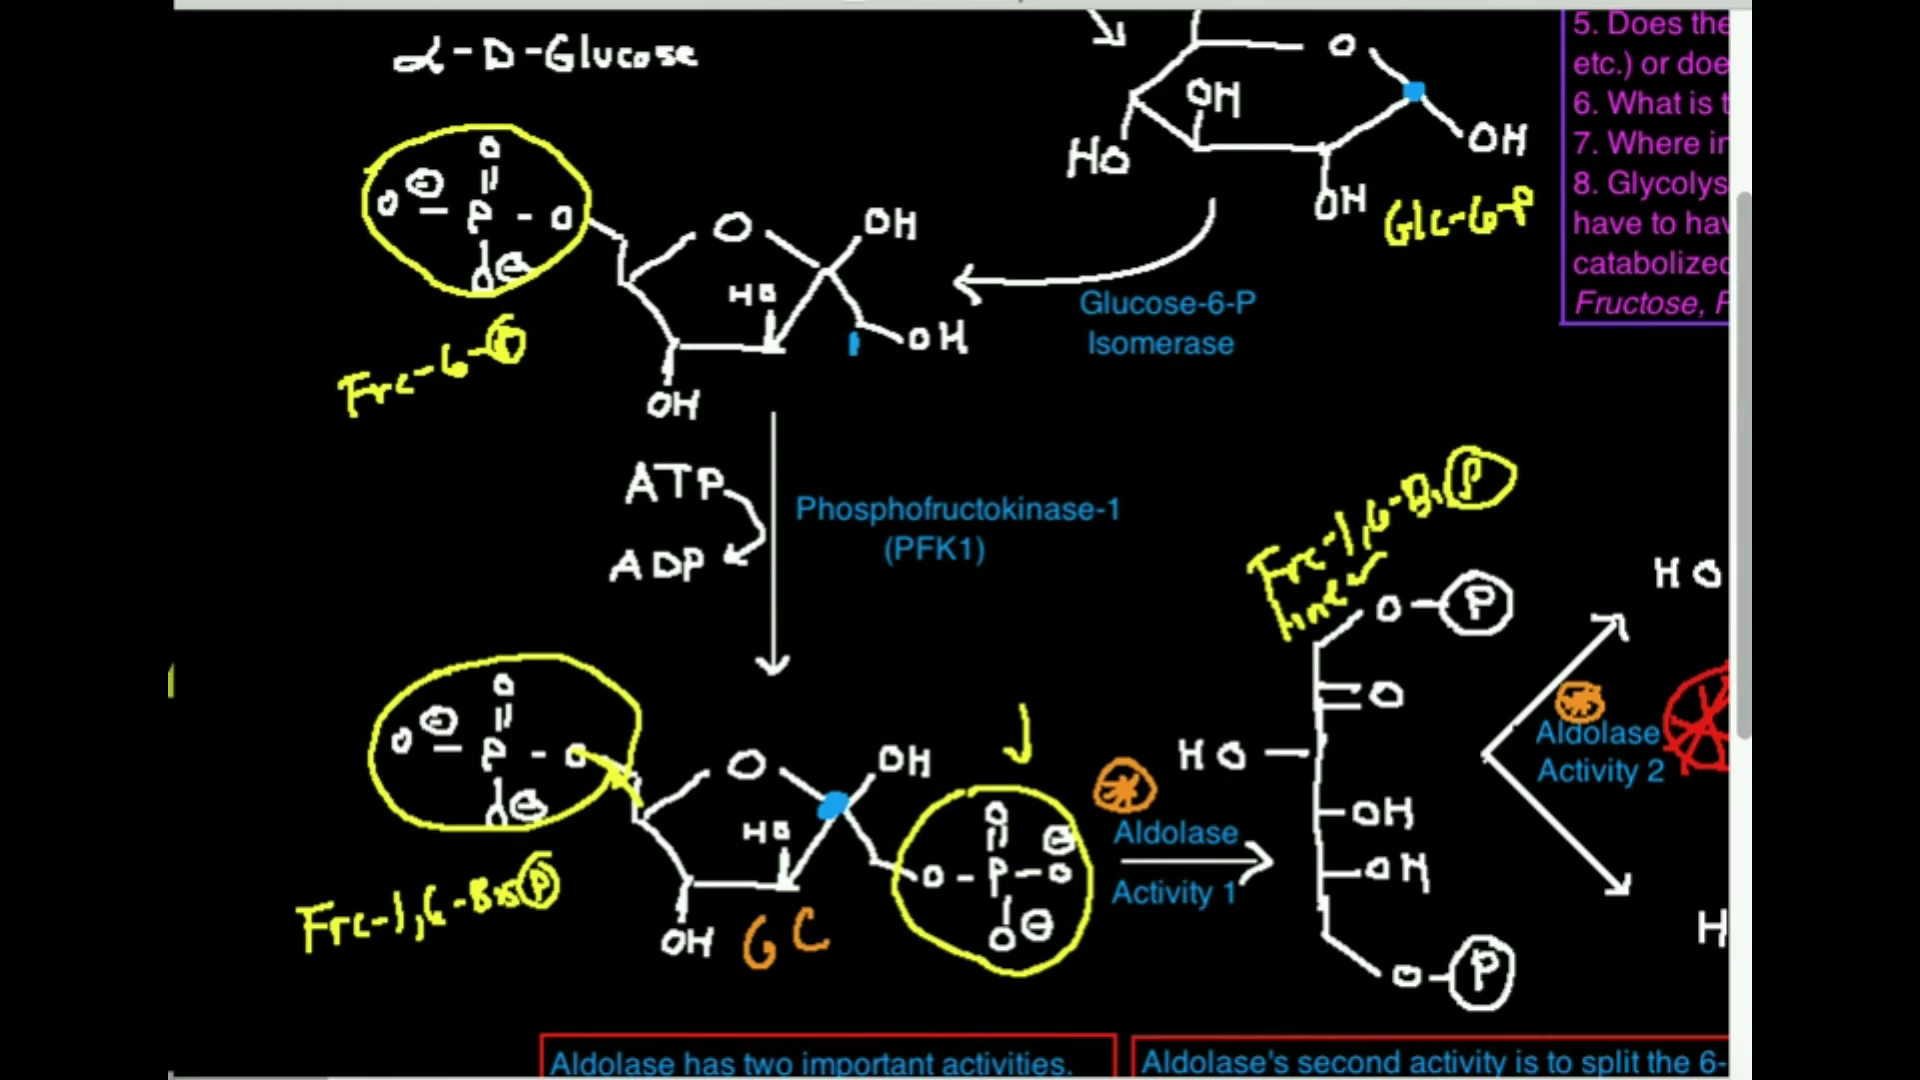 α-D-Glucose
5. Does the
etc.) or doe
6. What is t
7. Where in
8. Glycolys
have to hav
catabolized
Fructose, F
O
OH
HO
OH
OH
Glc-6-P
O
O ⊖ - P - O
O ⊖
O
OH
HO
1
OH
OH
Frc-6-P
Glucose-6-P
Isomerase
ATP
ADP
Phosphofructokinase-1
(PFK1)
Frc-1,6-Bis P
linear
O - P
O
HO
OH
OH
O - P
HO
Aldolase
Activity 2
H
O
O ⊖ - P - O
O ⊖
O
OH
HO
OH
O
⊖
O - P - O
O ⊖
Frc-1,6-Bis P
6 C
Aldolase
Activity 1
Aldolase has two important activities.
Aldolase's second activity is to split the 6-